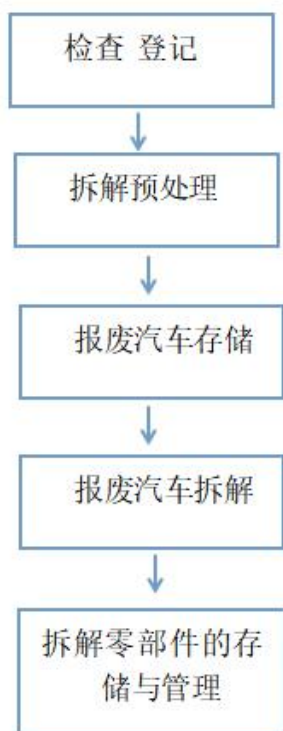 检查 登记
拆解预处理
报废汽车存储
报废汽车拆解
拆解零部件的存
储与管理